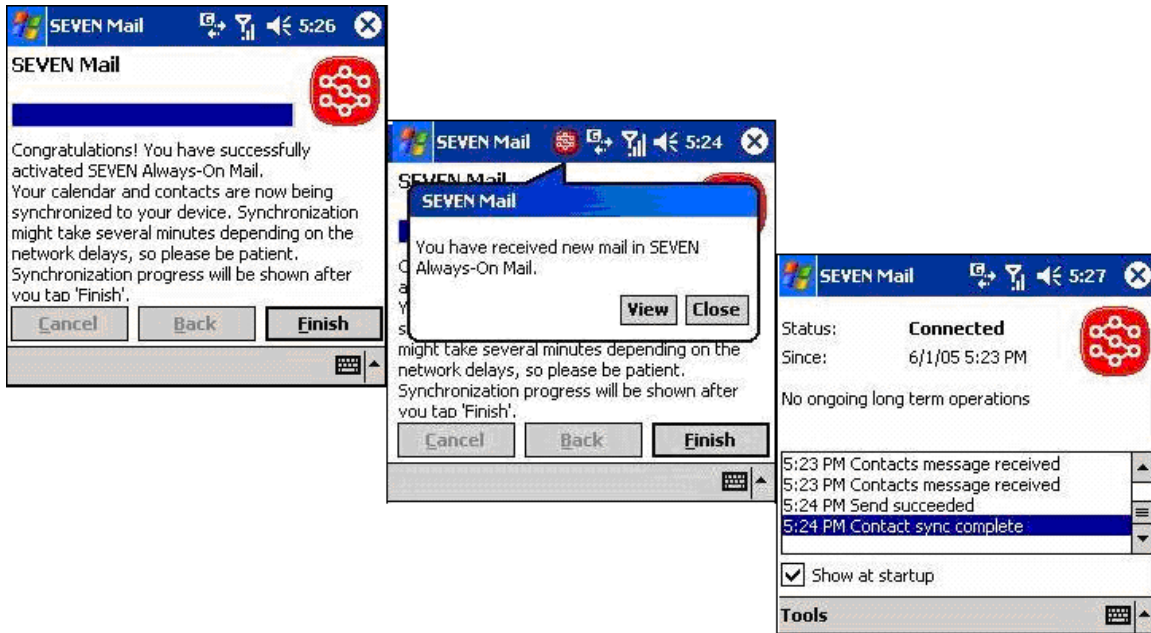 SEVEN Mail 5:26
SEVEN Mail
Congratulations! You have successfully
activated SEVEN Always-On Mail.
Your calendar and contacts are now being
synchronized to your device. Synchronization
might take several minutes depending on the
network delays, so please be patient.
Synchronization progress will be shown after
you tap 'Finish'.
Cancel Back Finish
SEVEN Mail 5:24
SEVEN Mail
SEVEN Mail
You have received new mail in SEVEN
Always-On Mail.
View Close
might take several minutes depending on the
network delays, so please be patient.
Synchronization progress will be shown after
you tap 'Finish'.
Cancel Back Finish
SEVEN Mail 5:27
Status: Connected
Since: 6/1/05 5:23 PM
No ongoing long term operations
5:23 PM Contacts message received
5:23 PM Contacts message received
5:24 PM Send succeeded
5:24 PM Contact sync complete
Show at startup
Tools